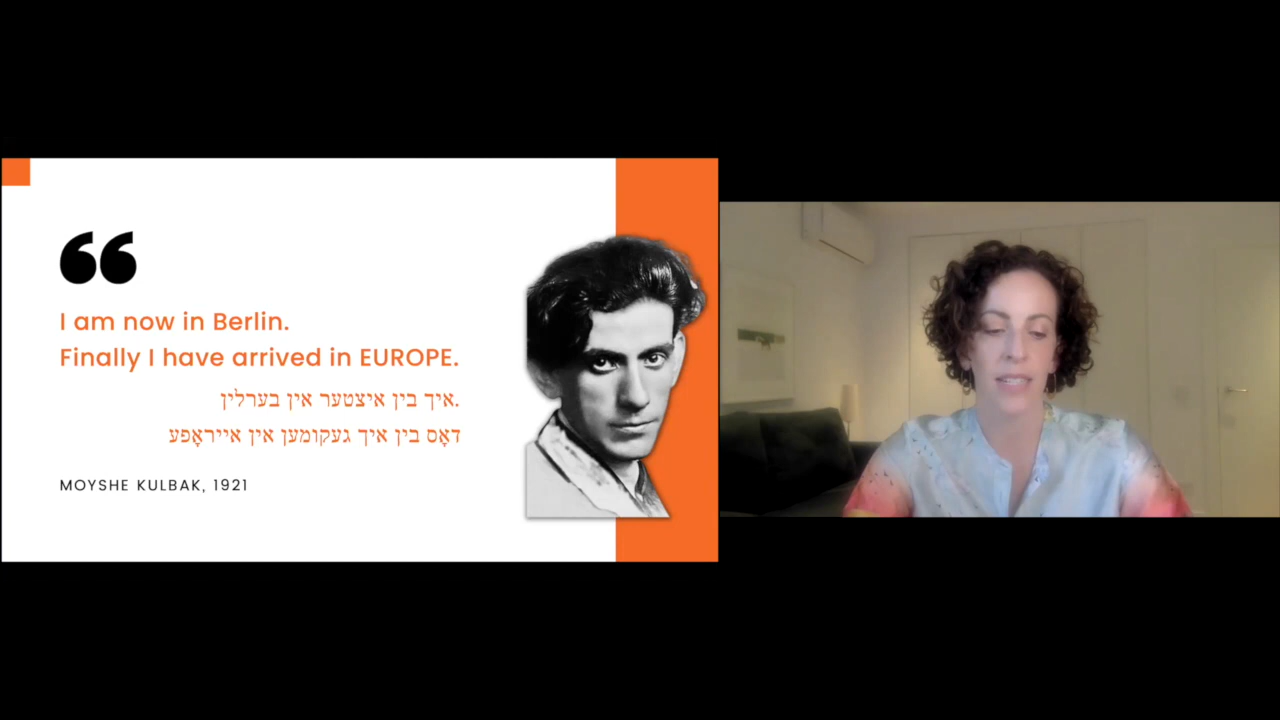 I am now in Berlin.
Finally I have arrived in EUROPE.
איך בין איצטער אין בערלין.
דאָס בין איך געקומען אין אייראָפּע
MOYSHE KULBAK, 1921